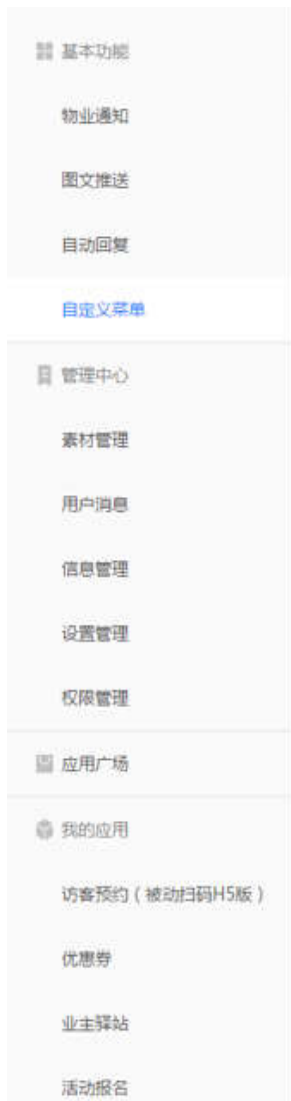 基本功能
物业通知
图文推送
自动回复
自定义菜单
管理中心
素材管理
用户消息
信息管理
设置管理
权限管理
应用广场
我的应用
访客预约（被动扫码H5版）
优惠券
业主驿站
活动报名